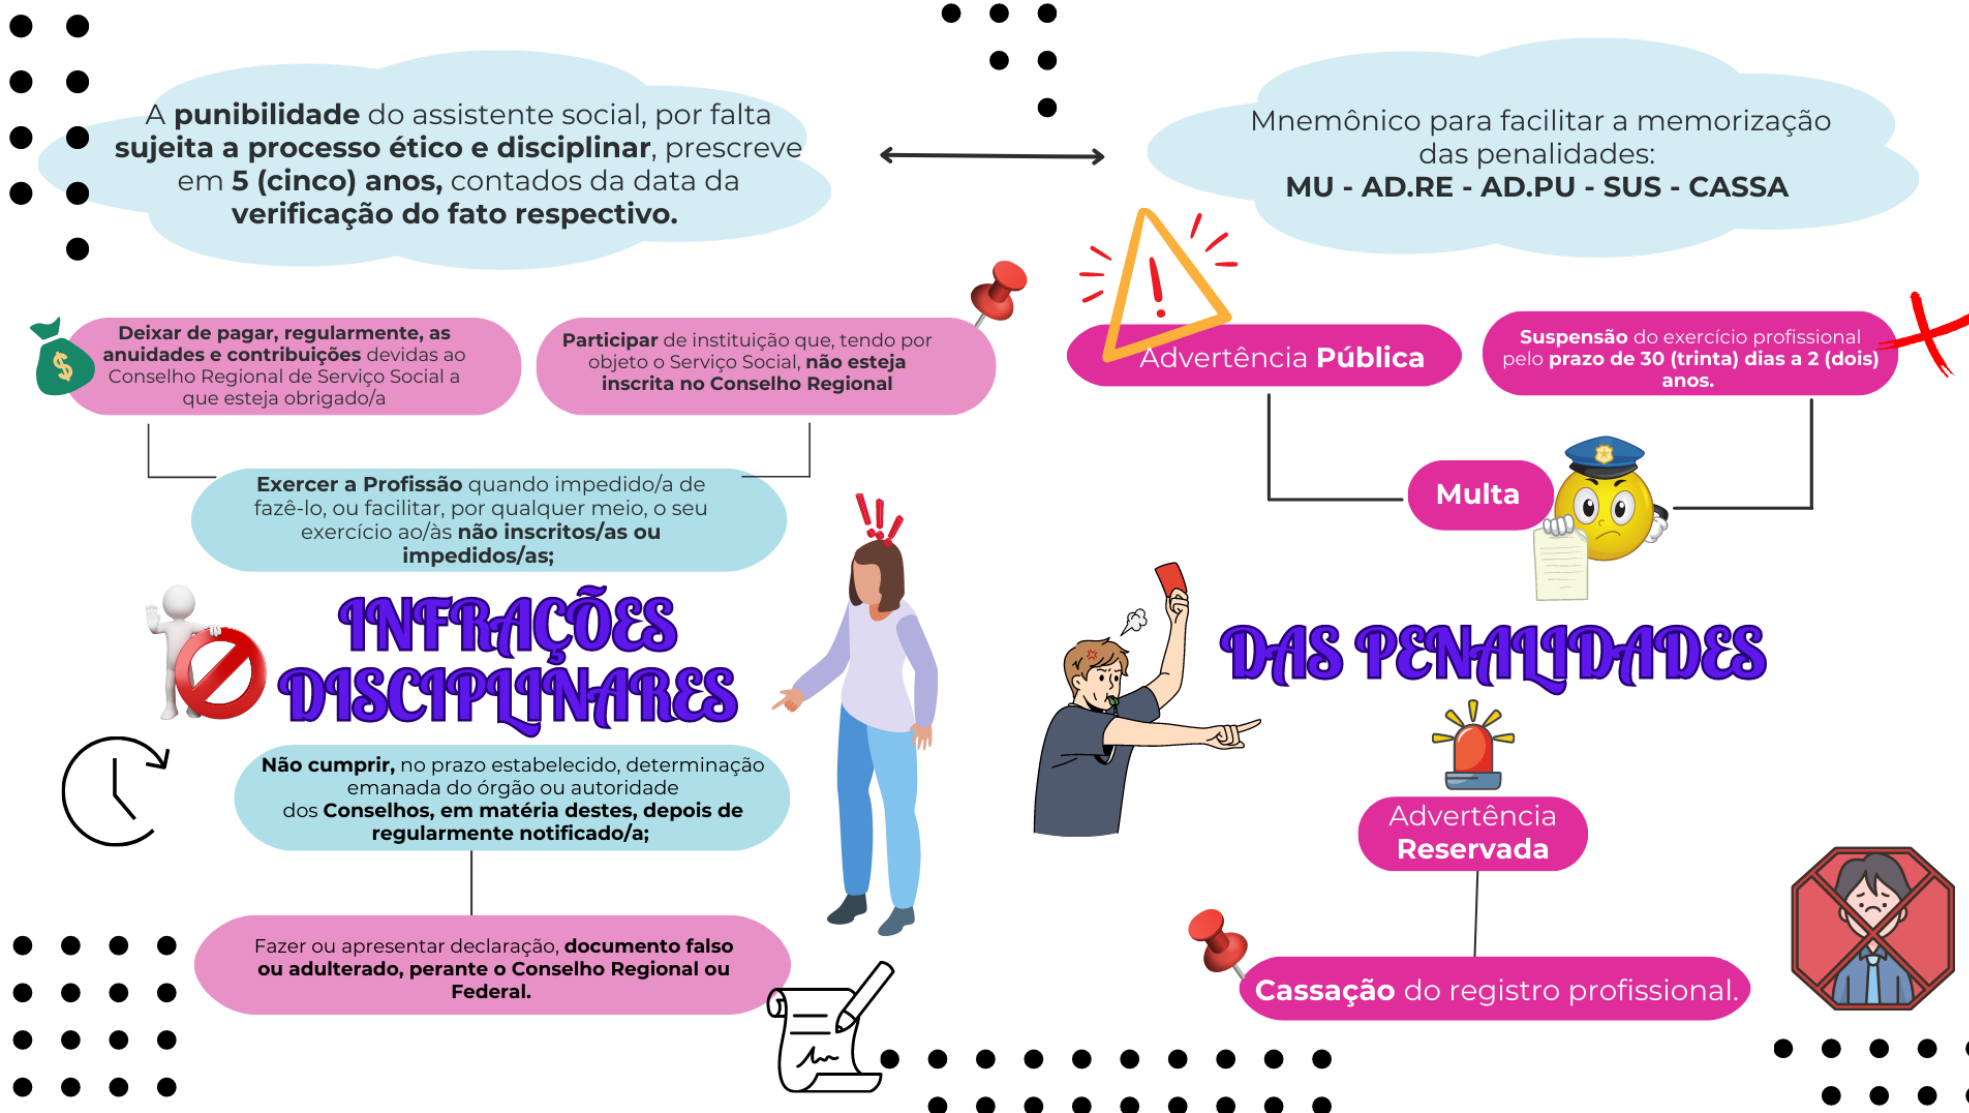 A punibilidade do assistente social, por falta
sujeita a processo ético e disciplinar, prescreve
em 5 (cinco) anos, contados da data da
verificação do fato respectivo.
Mnemônico para facilitar a memorização
das penalidades:
MU - AD.RE - AD.PU - SUS - CASSA
Deixar de pagar, regularmente, as
anuidades e contribuições devidas ao
Conselho Regional de Serviço Social a
que esteja obrigado/a
Participar de instituição que, tendo por
objeto o Serviço Social, não esteja
inscrita no Conselho Regional
Exercer a Profissão quando impedido/a de
fazê-lo, ou facilitar, por qualquer meio, o seu
exercício ao/às não inscritos/as ou
impedidos/as;
INFRAÇÕES
DISCIPLINARES
Não cumprir, no prazo estabelecido, determinação
emanada do órgão ou autoridade
dos Conselhos, em matéria destes, depois de
regularmente notificado/a;
Fazer ou apresentar declaração, documento falso
ou adulterado, perante o Conselho Regional ou
Federal.
Advertência Pública
Suspensão do exercício profissional
pelo prazo de 30 (trinta) dias a 2 (dois)
anos.
Multa
DAS PENALIDADES
Advertência
Reservada
Cassação do registro profissional.